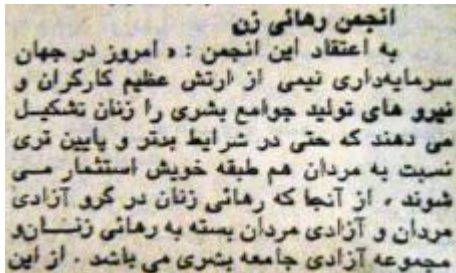 انجمن رهائی زن
به اعتقاد این انجمن : « امروز در جهان
سرمایه‌داری نیمی از ارتش عظیم کارگران و
نیرو های تولید جوامع بشری را زنان تشکیل
می دهند که حتی در شرایط بدتر و پایین تری
نسبت به مردان هم طبقه خویش استثمار می
شوند ، از آنجا که رهائی زنان در گرو آزادی
مردان و آزادی مردان بسته به رهائی زنان و
مجموعه آزادی جامعه بشری می باشد . از این